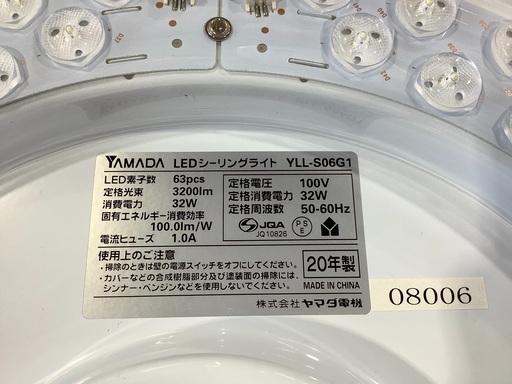 YAMADA LEDシーリングライト YLL-S06G1
LED素子数 63pcs
定格光束 3200lm
消費電力 32W
固有エネルギー消費効率
100.0lm/W
電流ヒューズ 1.0A
定格電圧 100V
定格消費電力 32W
定格周波数 50-60Hz
JQA
JQ10826
PS
E
使用上のご注意
・掃除のときは壁の電源スイッチをオフにしてください。
・カバーなどの合成樹脂部分及び塗装面の掃除には、
シンナー・ベンジンなどを使用しないでください。
20年製
MADE IN CHINA
株式会社 ヤマダ電機
08006